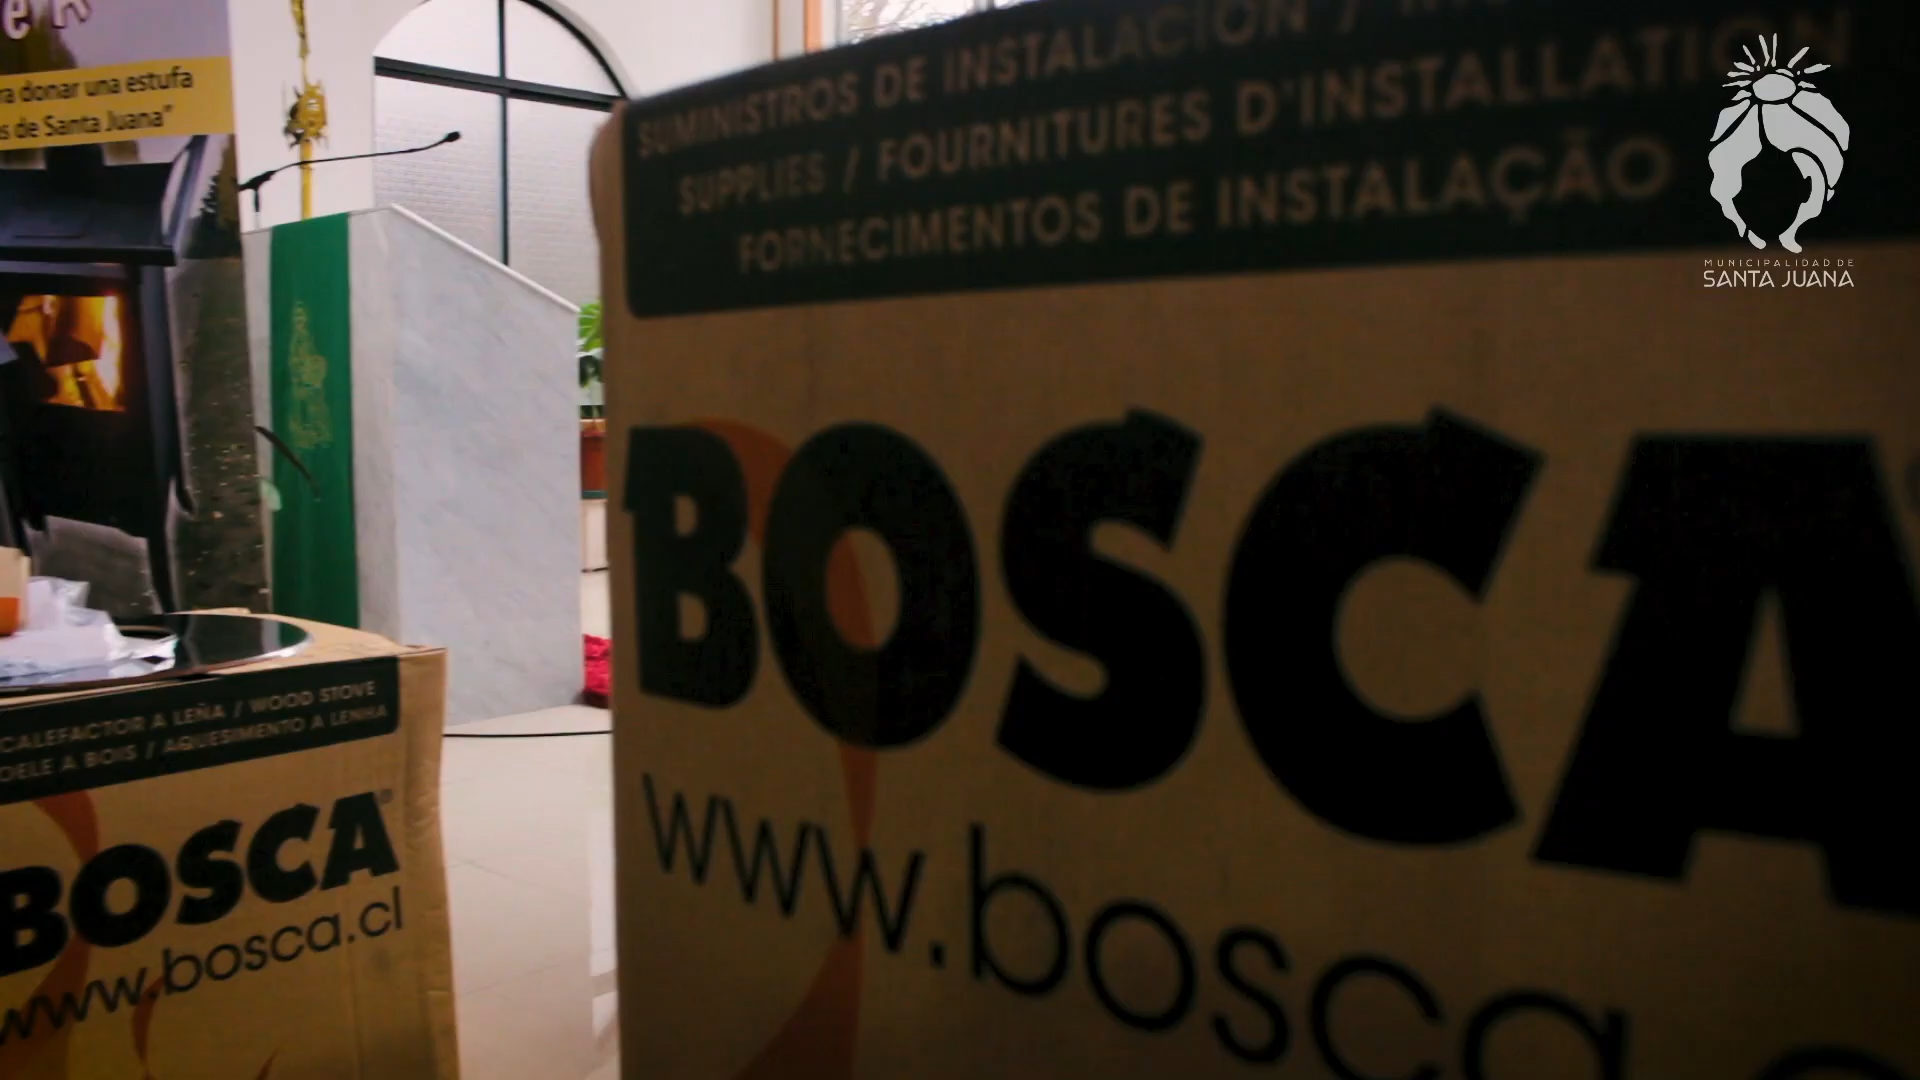 ra donar una estufa
s de Santa Juana"
SUMINISTROS DE INSTALACIÓN /
SUPPLIES / FOURNITURES D'INSTALLATION
FORNECIMENTOS DE INSTALAÇÃO
BOSCA
www.bosca.
CALEFACTOR A LEÑA / WOOD STOVE
OELE A BOIS / AQUESIMENTO A LENHA
BOSCA®
www.bosca.cl
MUNICIPALIDAD DE
SANTA JUANA